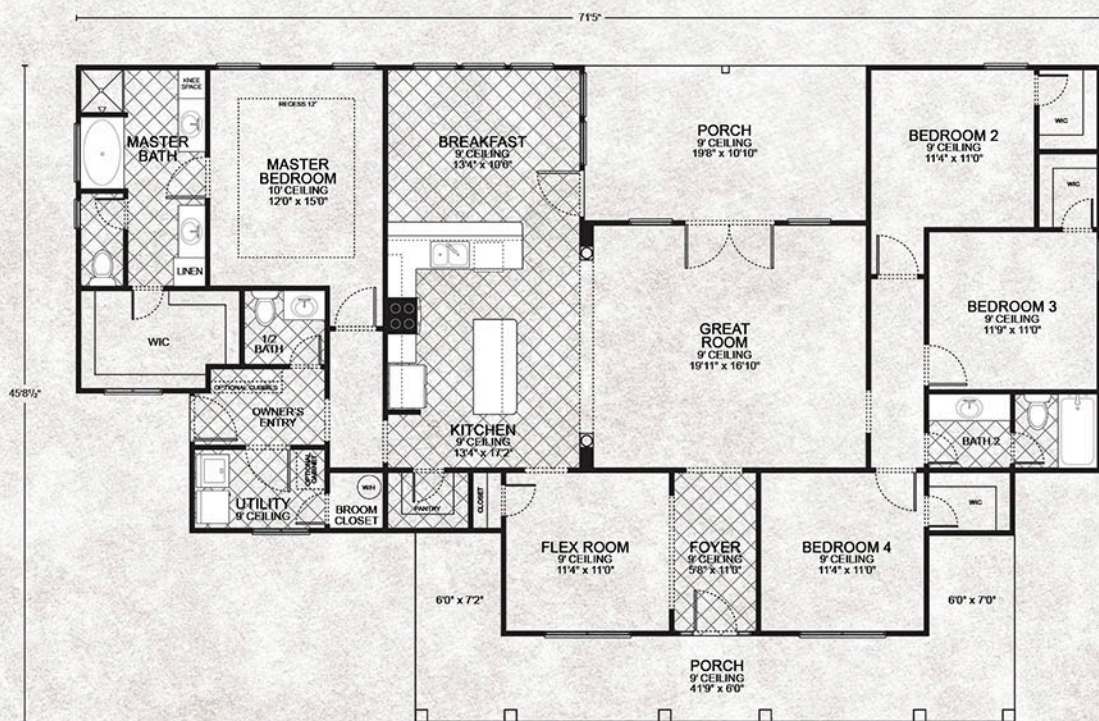 71'5"
45'8½"
KNEE
SPACE
MASTER
BATH
LINEN
RECESS 12"
MASTER
BEDROOM
10' CEILING
12'0" x 15'0"
BREAKFAST
9' CEILING
13'4" x 10'6"
PORCH
9' CEILING
19'8" x 10'10"
BEDROOM 2
9' CEILING
11'4" x 11'0"
WIC
WIC
BEDROOM 3
9' CEILING
11'9" x 11'0"
GREAT
ROOM
9' CEILING
19'11" x 16'10"
WIC
1/2
BATH
OPTIONAL CUBBIES
OWNER'S
ENTRY
KITCHEN
9' CEILING
13'4" x 17'2"
BATH 2
OPTIONAL
CABINET
UTILITY
9' CEILING
W/H
BROOM
CLOSET
PANTRY
CLOSET
FLEX ROOM
9' CEILING
11'4" x 11'0"
FOYER
9' CEILING
5'8" x 11'0"
BEDROOM 4
9' CEILING
11'4" x 11'0"
WIC
6'0" x 7'2"
6'0" x 7'0"
PORCH
9' CEILING
41'9" x 6'0"